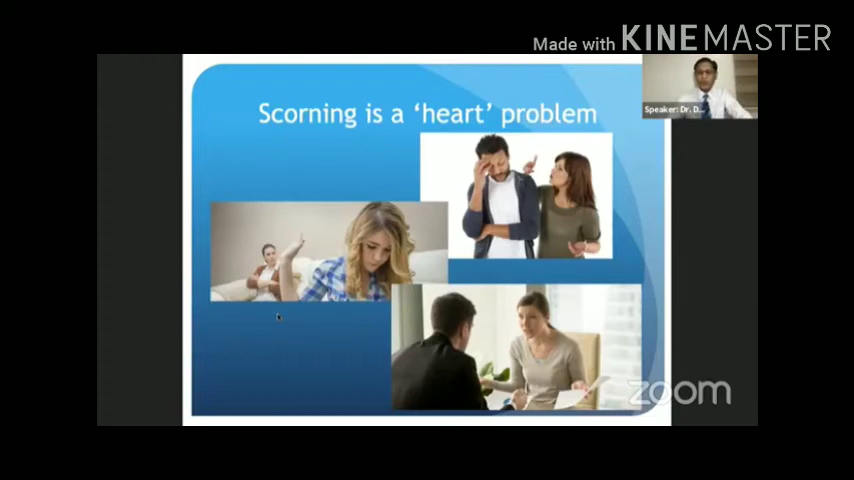 Made with KINEMASTER
Scorning is a 'heart' problem
Speaker: Dr. D...
zoom